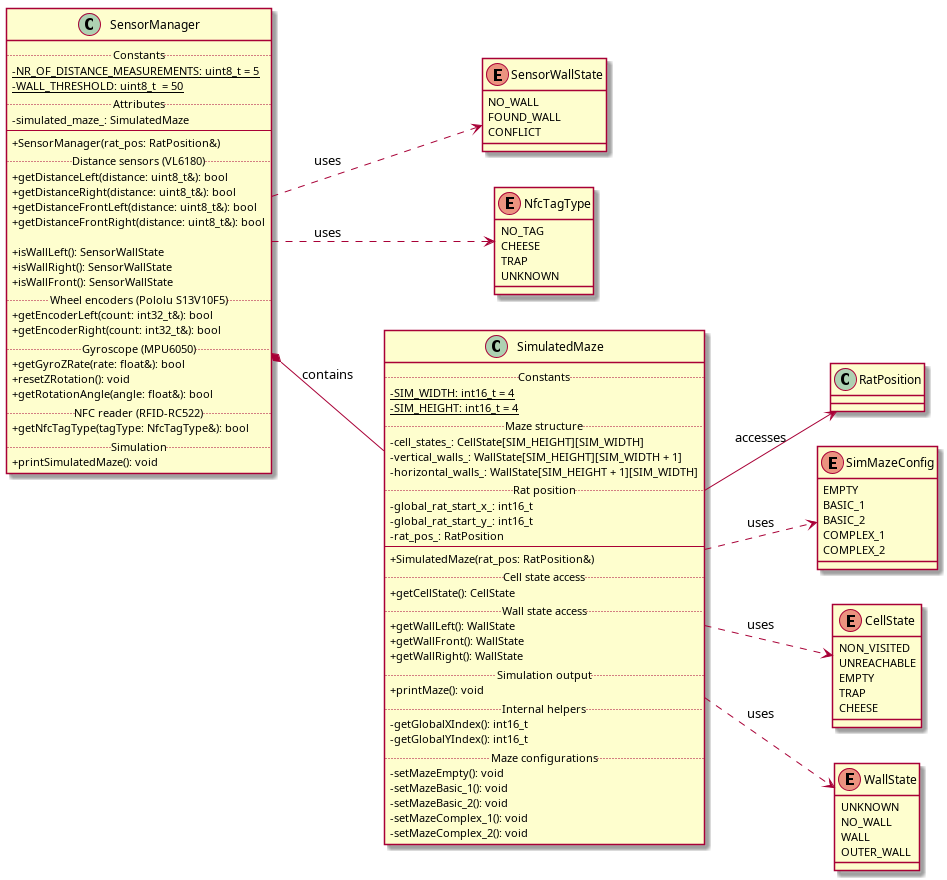 C SensorManager
Constants
-NR_OF_DISTANCE_MEASUREMENTS: uint8_t = 5
-WALL_THRESHOLD: uint8_t  = 50
Attributes
-simulated_maze_: SimulatedMaze
+SensorManager(rat_pos: RatPosition&)
Distance sensors (VL6180)
+getDistanceLeft(distance: uint8_t&): bool
+getDistanceRight(distance: uint8_t&): bool
+getDistanceFrontLeft(distance: uint8_t&): bool
+getDistanceFrontRight(distance: uint8_t&): bool
+isWallLeft(): SensorWallState
+isWallRight(): SensorWallState
+isWallFront(): SensorWallState
Wheel encoders (Pololu S13V10F5)
+getEncoderLeft(count: int32_t&): bool
+getEncoderRight(count: int32_t&): bool
Gyroscope (MPU6050)
+getGyroZRate(rate: float&): bool
+resetZRotation(): void
+getRotationAngle(angle: float&): bool
NFC reader (RFID-RC522)
+getNfcTagType(tagType: NfcTagType&): bool
Simulation
+printSimulatedMaze(): void
uses
E SensorWallState
NO_WALL
FOUND_WALL
CONFLICT
uses
E NfcTagType
NO_TAG
CHEESE
TRAP
UNKNOWN
contains
C SimulatedMaze
Constants
-SIM_WIDTH: int16_t = 4
-SIM_HEIGHT: int16_t = 4
Maze structure
-cell_states_: CellState[SIM_HEIGHT][SIM_WIDTH]
-vertical_walls_: WallState[SIM_HEIGHT][SIM_WIDTH + 1]
-horizontal_walls_: WallState[SIM_HEIGHT + 1][SIM_WIDTH]
Rat position
-global_rat_start_x_: int16_t
-global_rat_start_y_: int16_t
-rat_pos_: RatPosition
+SimulatedMaze(rat_pos: RatPosition&)
Cell state access
+getCellState(): CellState
Wall state access
+getWallLeft(): WallState
+getWallFront(): WallState
+getWallRight(): WallState
Simulation output
+printMaze(): void
Internal helpers
-getGlobalXIndex(): int16_t
-getGlobalYIndex(): int16_t
Maze configurations
-setMazeEmpty(): void
-setMazeBasic_1(): void
-setMazeBasic_2(): void
-setMazeComplex_1(): void
-setMazeComplex_2(): void
accesses
C RatPosition
uses
E SimMazeConfig
EMPTY
BASIC_1
BASIC_2
COMPLEX_1
COMPLEX_2
uses
E CellState
NON_VISITED
UNREACHABLE
EMPTY
TRAP
CHEESE
uses
E WallState
UNKNOWN
NO_WALL
WALL
OUTER_WALL